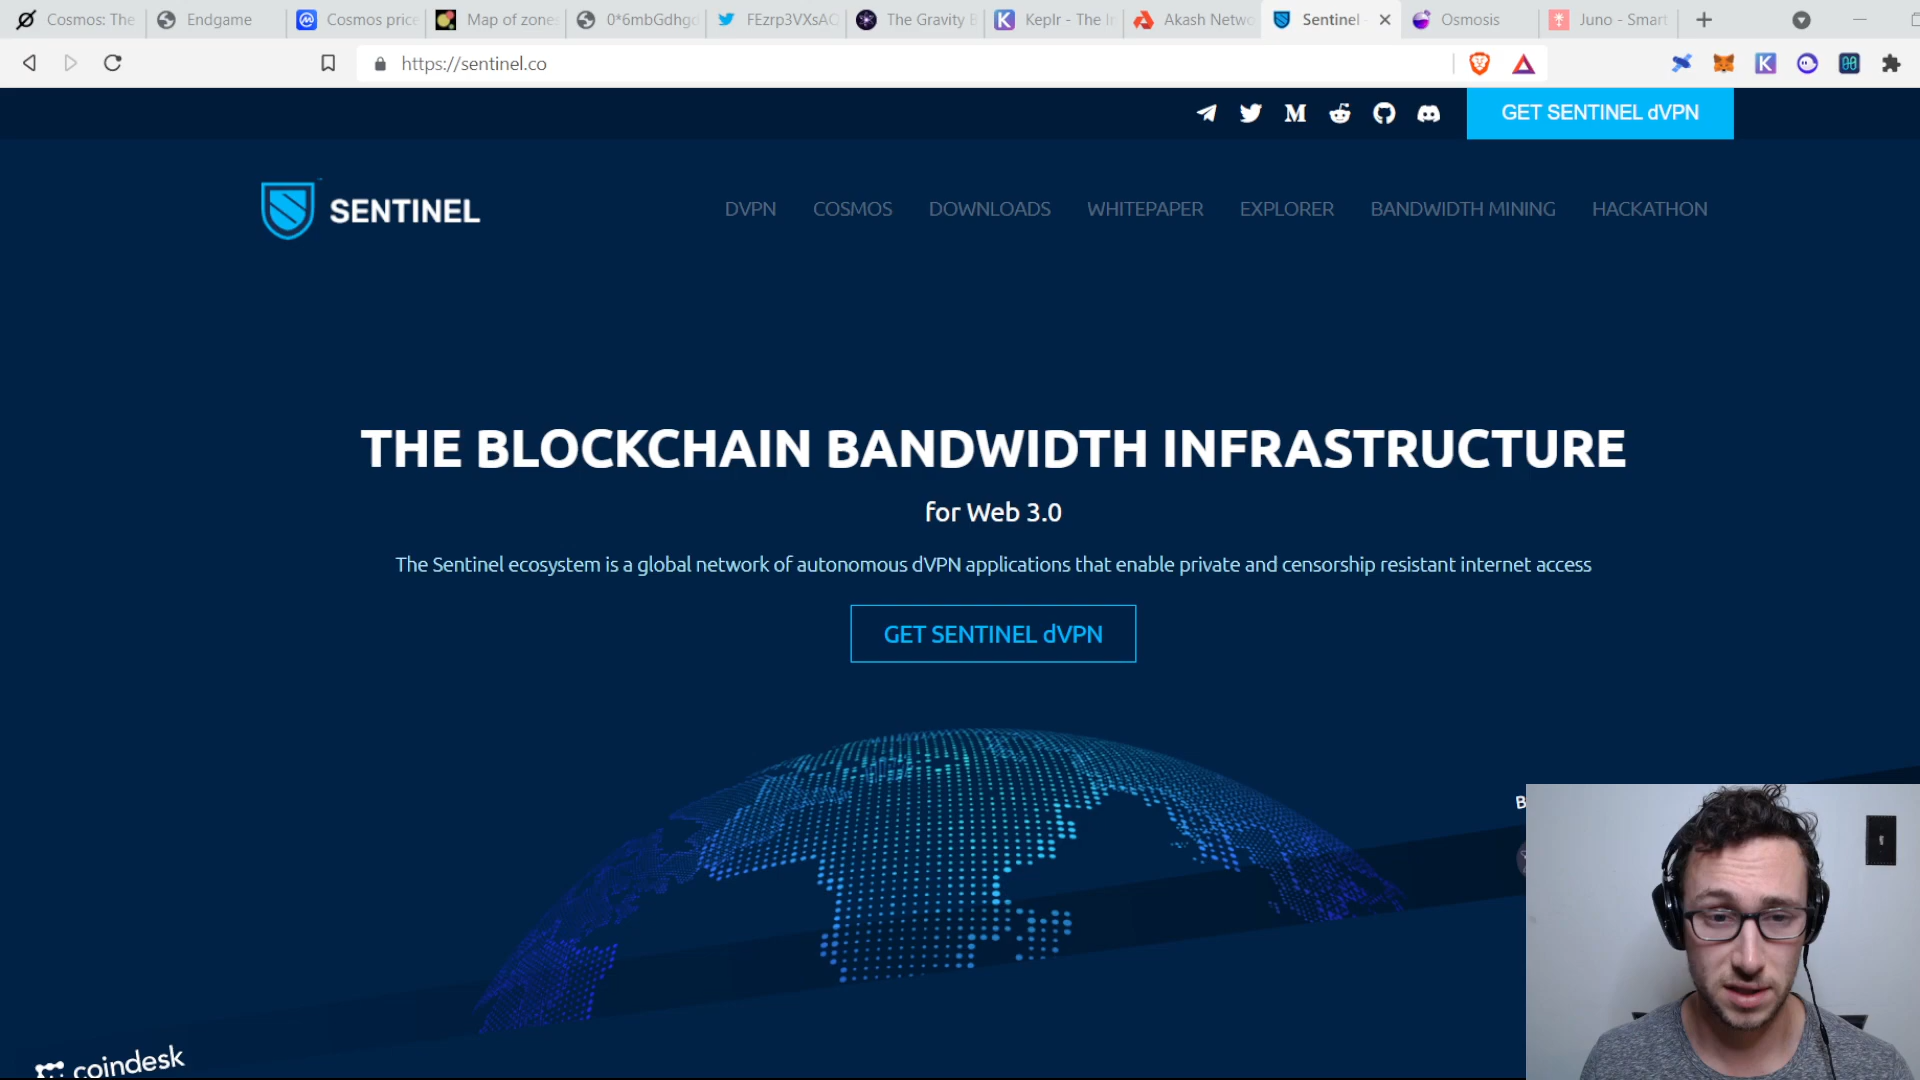 Cosmos: The
Endgame
Cosmos price
Map of zones
0*6mbGdhgd
FEzrp3VXsAC
The Gravity B
Keplr - The In
Akash Netwo
Sentinel
Osmosis
Juno - Smart
https://sentinel.co
GET SENTINEL dVPN
SENTINEL
DVPN
COSMOS
DOWNLOADS
WHITEPAPER
EXPLORER
BANDWIDTH MINING
HACKATHON
THE BLOCKCHAIN BANDWIDTH INFRASTRUCTURE
for Web 3.0
The Sentinel ecosystem is a global network of autonomous dVPN applications that enable private and censorship resistant internet access
GET SENTINEL dVPN
coindesk